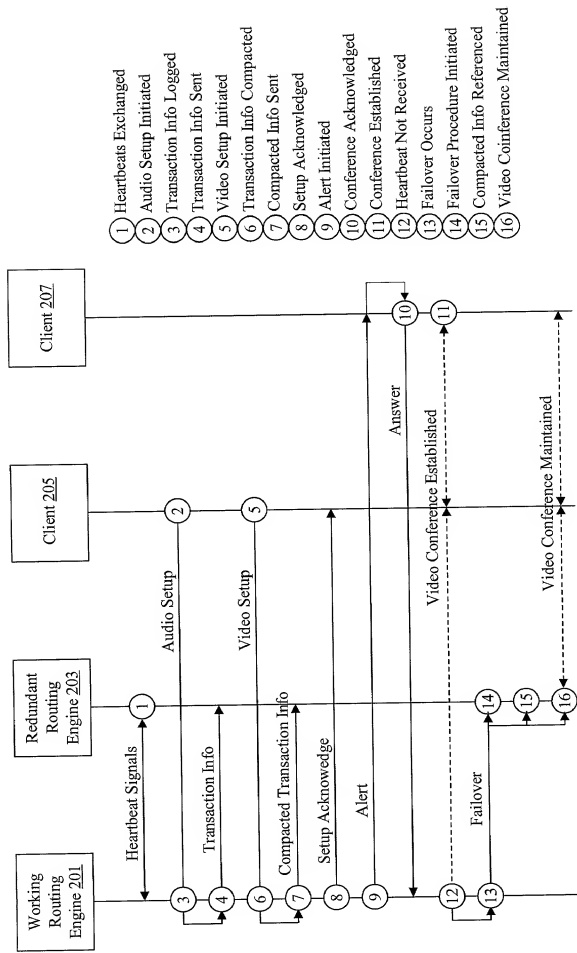 Working
Routing
Engine 201
Redundant
Routing
Engine 203
Client 205
Client 207
Heartbeat Signals
1
Audio Setup
2
3
Transaction Info
4
Video Setup
5
6
Compacted Transaction Info
7
Setup Acknowedge
8
Alert
9
10
Answer
Video Conference Established
11
12
Failover
13
14
15
Video Conference Maintained
16
1 Heartbeats Exchanged
2 Audio Setup Initiated
3 Transaction Info Logged
4 Transaction Info Sent
5 Video Setup Initiated
6 Transaction Info Compacted
7 Compacted Info Sent
8 Setup Acknowledged
9 Alert Initiated
10 Conference Acknowledged
11 Conference Established
12 Heartbeat Not Received
13 Failover Occurs
14 Failover Procedure Initiated
15 Compacted Info Referenced
16 Video Coinference Maintained